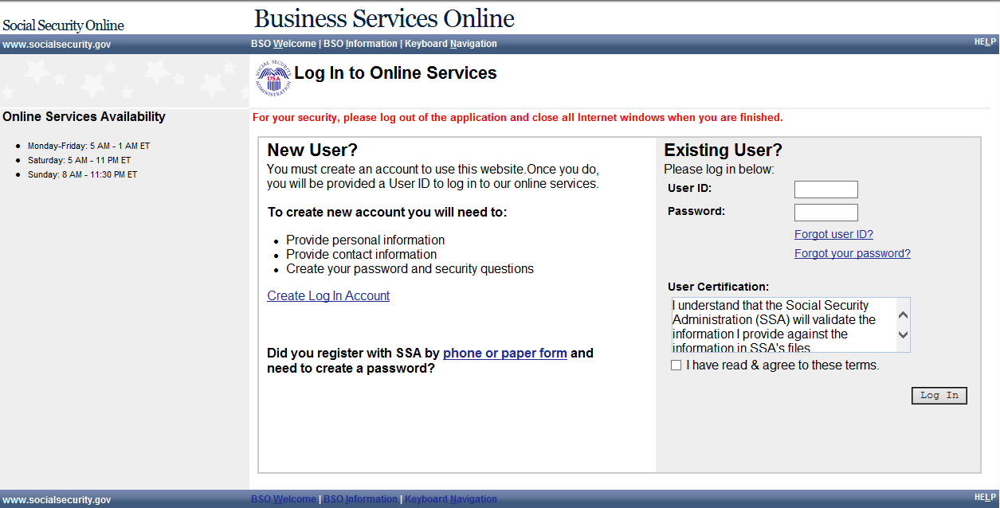 Social Security Online
Business Services Online
www.socialsecurity.gov
BSO Welcome | BSO Information | Keyboard Navigation
HELP
SOCIAL SECURITY ADMINISTRATION
USA
Log In to Online Services
Online Services Availability
Monday-Friday: 5 AM - 1 AM ET
Saturday: 5 AM - 11 PM ET
Sunday: 8 AM - 11:30 PM ET
For your security, please log out of the application and close all Internet windows when you are finished.
New User?
You must create an account to use this website.Once you do,
you will be provided a User ID to log in to our online services.
To create new account you will need to:
Provide personal information
Provide contact information
Create your password and security questions
Create Log In Account
Did you register with SSA by phone or paper form and
need to create a password?
Existing User?
Please log in below:
User ID:
Password:
Forgot user ID?
Forgot your password?
User Certification:
I understand that the Social Security
Administration (SSA) will validate the
information I provide against the
information in SSA's files
I have read & agree to these terms.
Log In
www.socialsecurity.gov
BSO Welcome | BSO Information | Keyboard Navigation
HELP